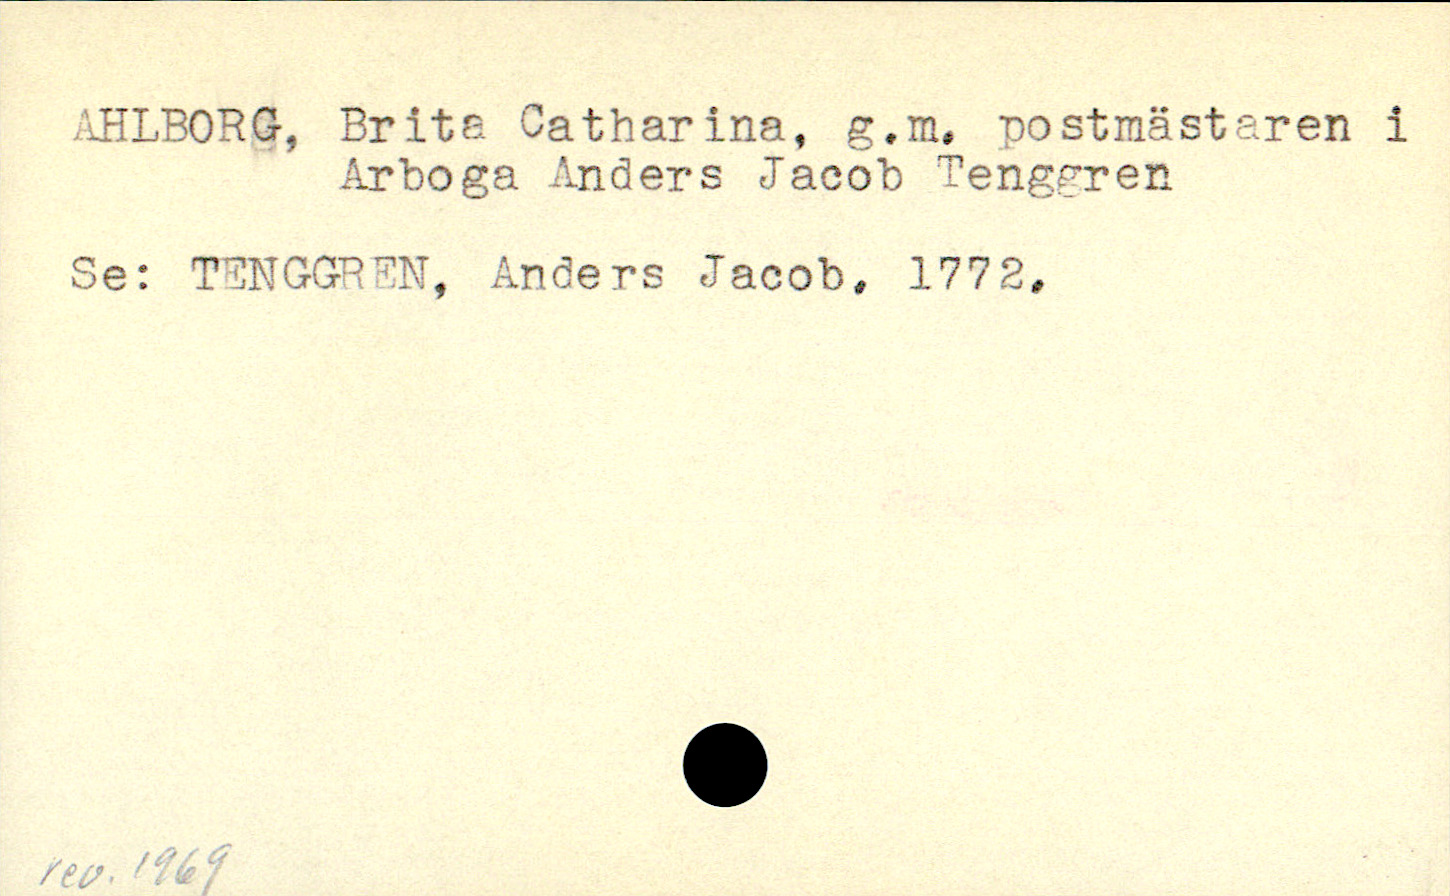 AHLBORG, Brita Catharina, g.m. postmästaren i
Arboga Anders Jacob Tenggren
Se: TENGGREN, Anders Jacob. 1772.
rev. 1969